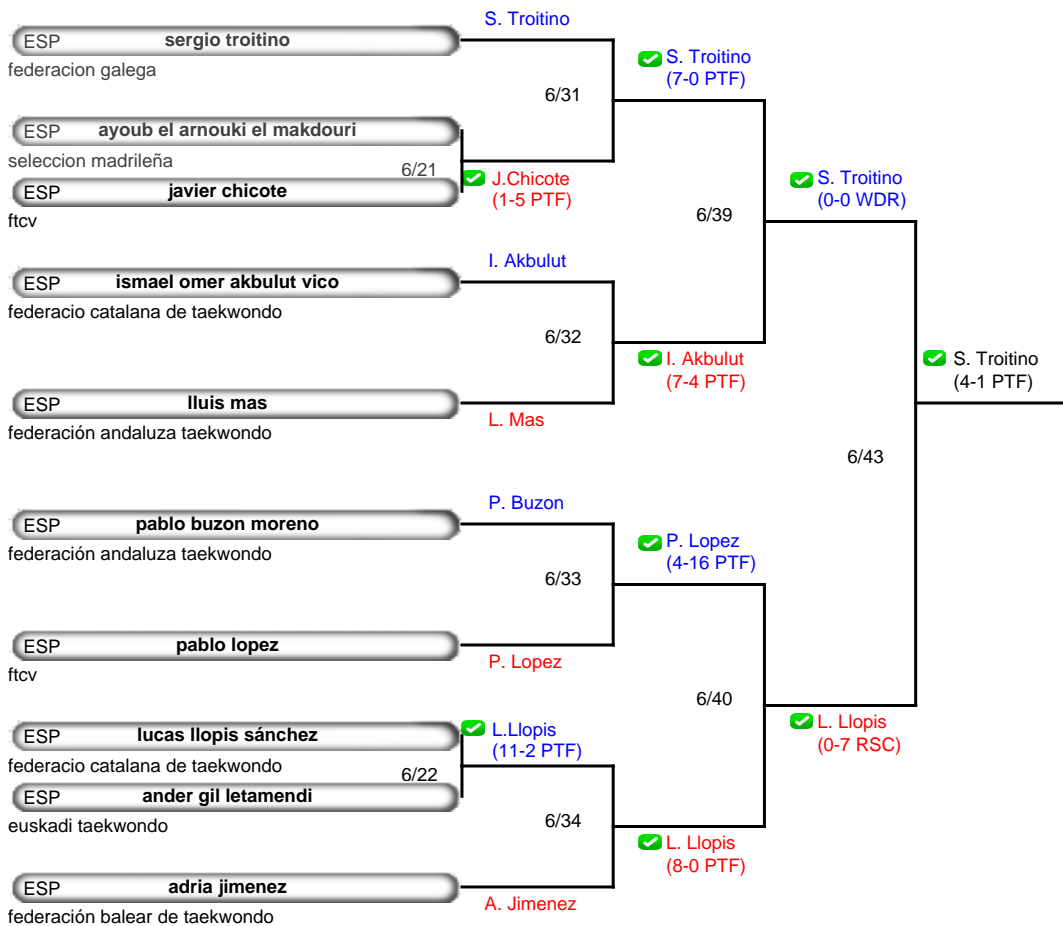 S. Troitino
ESP sergio troitino
federacion galega
S. Troitino
(7-0 PTF)
6/31
ESP ayoub el arnouki el makdouri
seleccion madrileña
6/21
J.Chicote
(1-5 PTF)
ESP javier chicote
ftcv
S. Troitino
(0-0 WDR)
6/39
I. Akbulut
ESP ismael omer akbulut vico
federacio catalana de taekwondo
6/32
I. Akbulut
(7-4 PTF)
S. Troitino
(4-1 PTF)
ESP lluis mas
L. Mas
federación andaluza taekwondo
6/43
P. Buzon
ESP pablo buzon moreno
federación andaluza taekwondo
P. Lopez
(4-16 PTF)
6/33
ESP pablo lopez
P. Lopez
ftcv
6/40
ESP lucas llopis sánchez
L.Llopis
(11-2 PTF)
federacio catalana de taekwondo
6/22
L. Llopis
(0-7 RSC)
ESP ander gil letamendi
euskadi taekwondo
6/34
L. Llopis
(8-0 PTF)
ESP adria jimenez
A. Jimenez
federación balear de taekwondo